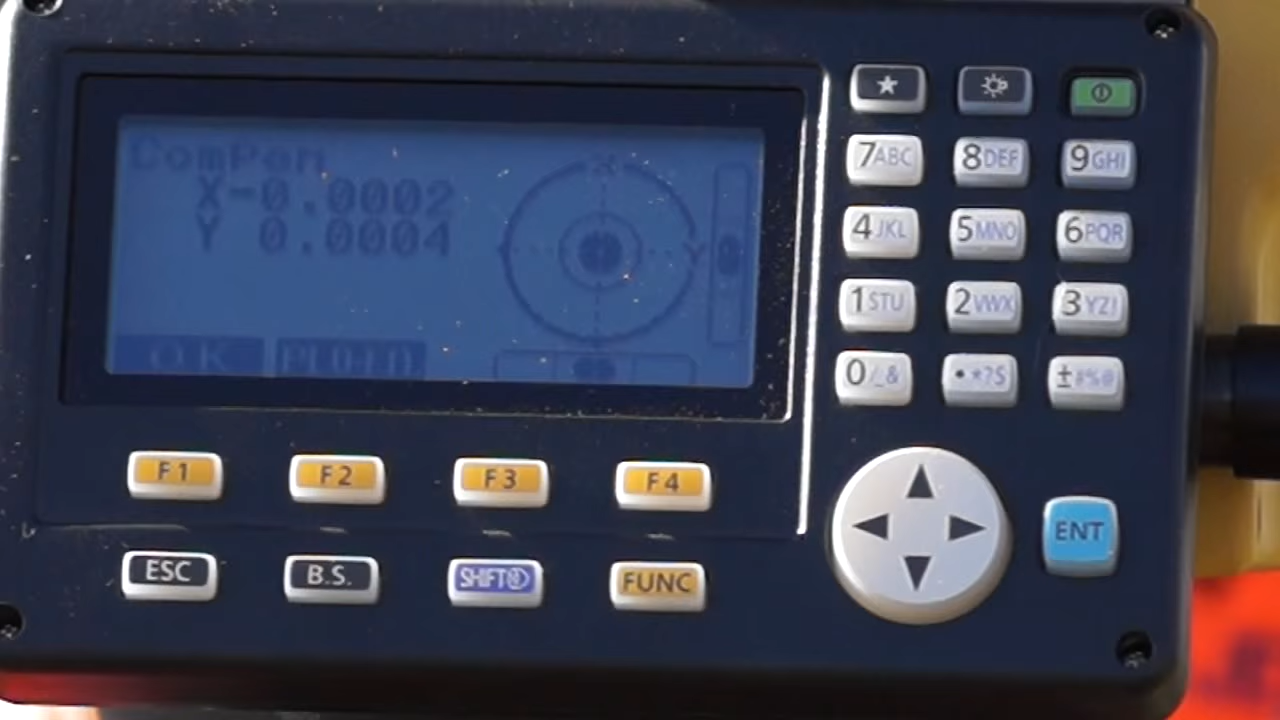 ComPen
X-0.0002
Y 0.0004
X
Y
OK
★
7ABC 8DEF 9GHI
4JKL 5MNO 6PQR
1STU 2VWX 3YZ!
0/_& •*?$ ±#%@
F1 F2 F3 F4
ESC B.S. SHIFT FUNC
ENT